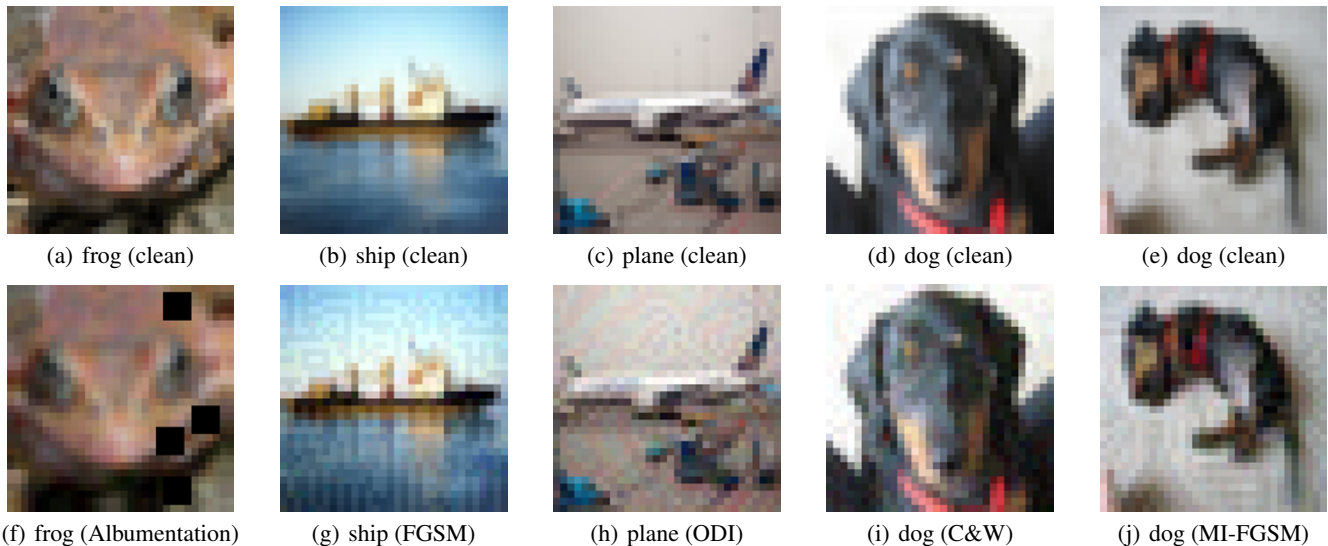 (a) frog (clean)
(b) ship (clean)
(c) plane (clean)
(d) dog (clean)
(e) dog (clean)
(f) frog (Albumentation)
(g) ship (FGSM)
(h) plane (ODI)
(i) dog (C&W)
(j) dog (MI-FGSM)